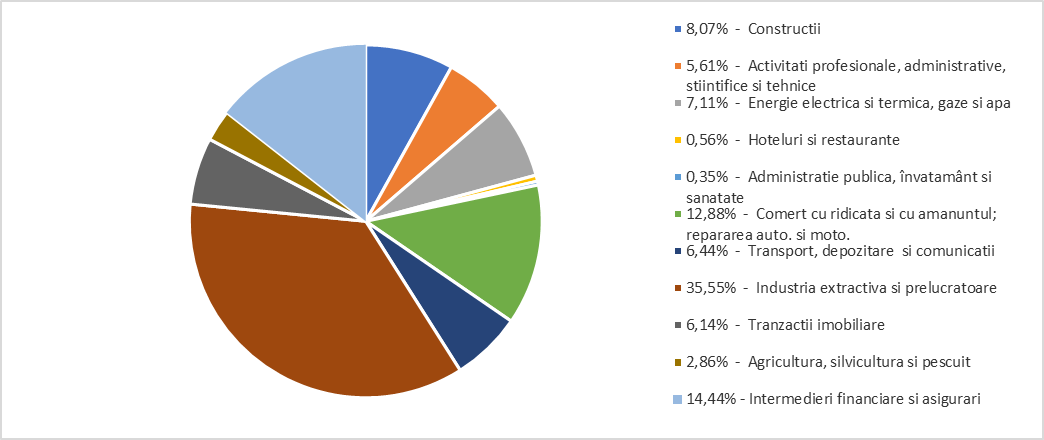 8,07% - Constructii
5,61% - Activitati profesionale, administrative,
stiintifice si tehnice
7,11% - Energie electrica si termica, gaze si apa
0,56% - Hoteluri si restaurante
0,35% - Administratie publica, învatamânt si
sanatate
12,88% - Comert cu ridicata si cu amanuntul;
repararea auto. si moto.
6,44% - Transport, depozitare si comunicatii
35,55% - Industria extractiva si prelucratoare
6,14% - Tranzactii imobiliare
2,86% - Agricultura, silvicultura si pescuit
14,44% - Intermedieri financiare si asigurari